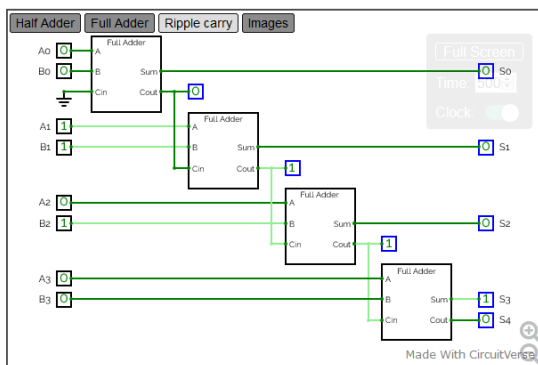 Half Adder Full Adder Ripple carry Images
Full Adder
A0 0 A
B0 0 B Sum 0 S0
Cin Cout 0
Full Screen
Time: 500
Clock:
Full Adder
A1 1 A
B1 1 B Sum 0 S1
Cin Cout 1
Full Adder
A2 0 A
B2 1 B Sum 0 S2
Cin Cout 1
Full Adder
A3 0 A
B3 0 B Sum 1 S3
Cin Cout 0 S4
Made With CircuitVerse